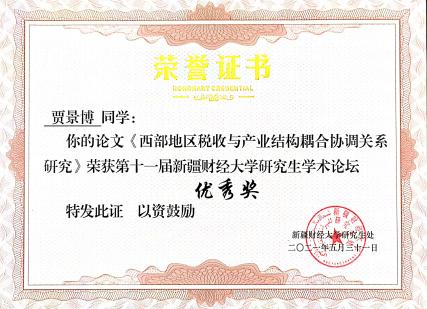 荣誉证书
HONORARY CREDENTIAL
贾景博 同学:
你的论文《西部地区税收与产业结构耦合协调关系
研究》荣获第十一届新疆财经大学研究生学术论坛
优秀奖
特发此证 以资鼓励
新疆财经大学研究生处
二〇二一年五月三十一日